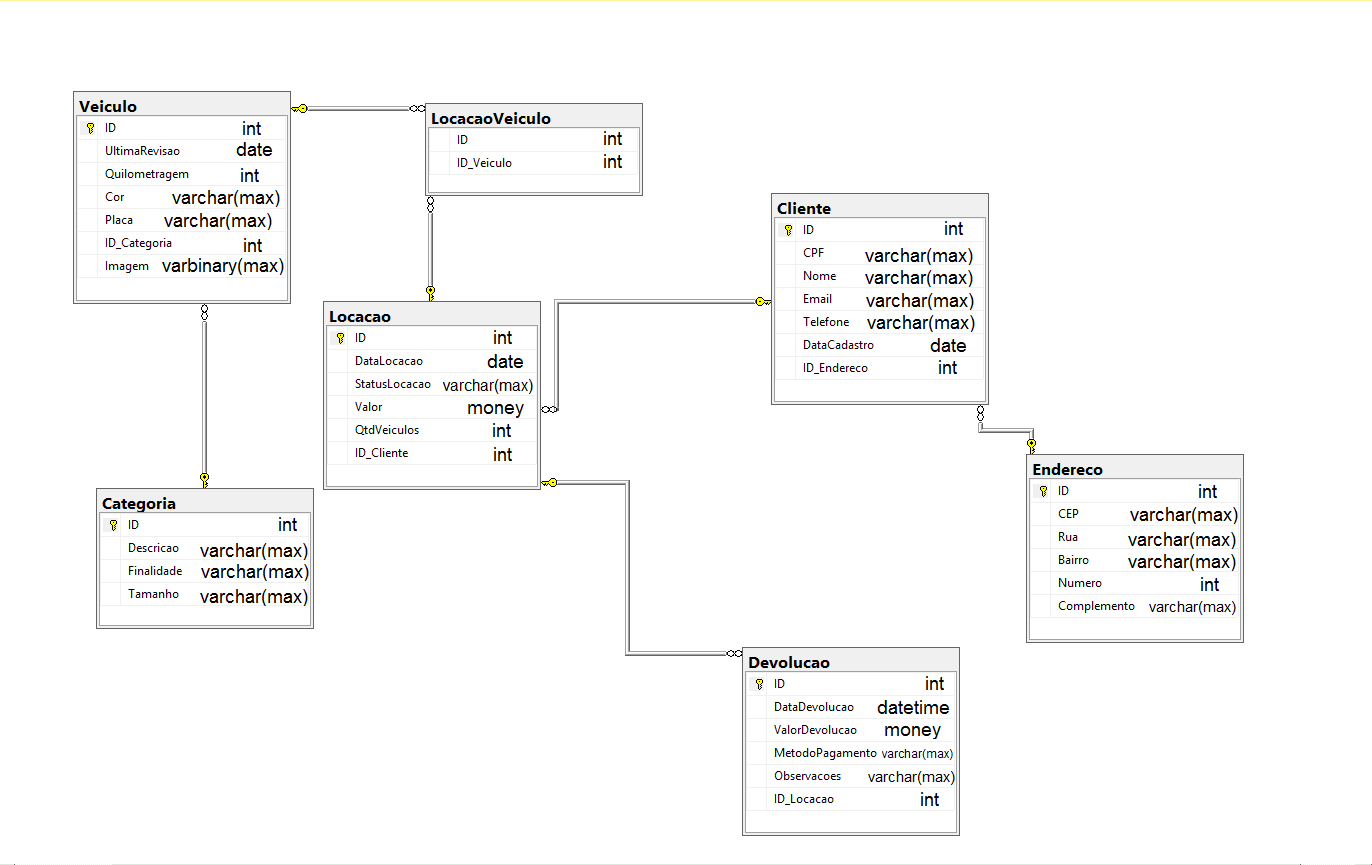 Veiculo
ID int
UltimaRevisao date
Quilometragem int
Cor varchar(max)
Placa varchar(max)
ID_Categoria int
Imagem varbinary(max)
LocacaoVeiculo
ID int
ID_Veiculo int
Cliente
ID int
CPF varchar(max)
Nome varchar(max)
Email varchar(max)
Telefone varchar(max)
DataCadastro date
ID_Endereco int
Locacao
ID int
DataLocacao date
StatusLocacao varchar(max)
Valor money
QtdVeiculos int
ID_Cliente int
Endereco
ID int
CEP varchar(max)
Rua varchar(max)
Bairro varchar(max)
Numero int
Complemento varchar(max)
Categoria
ID int
Descricao varchar(max)
Finalidade varchar(max)
Tamanho varchar(max)
Devolucao
ID int
DataDevolucao datetime
ValorDevolucao money
MetodoPagamento varchar(max)
Observacoes varchar(max)
ID_Locacao int